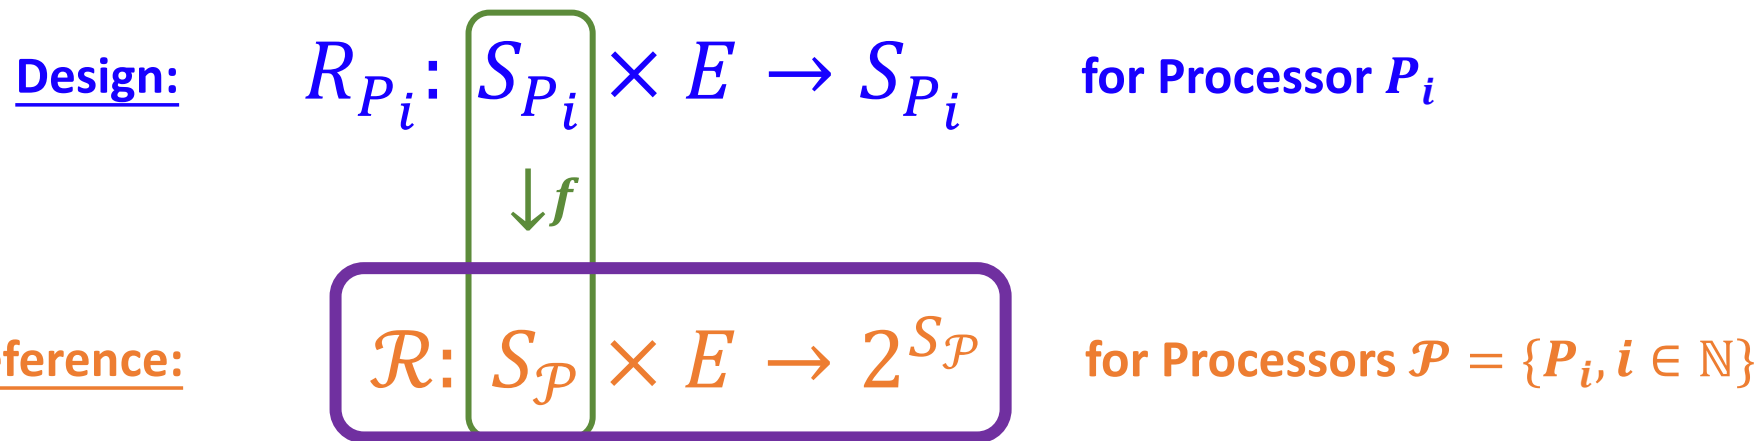 Design: R_{P_i}: S_{P_i} × E → S_{P_i} for Processor P_i
↓f
ference: ℛ: S_𝒫 × E → 2^{S_𝒫} for Processors 𝒫 = {P_i, i ∈ ℕ}